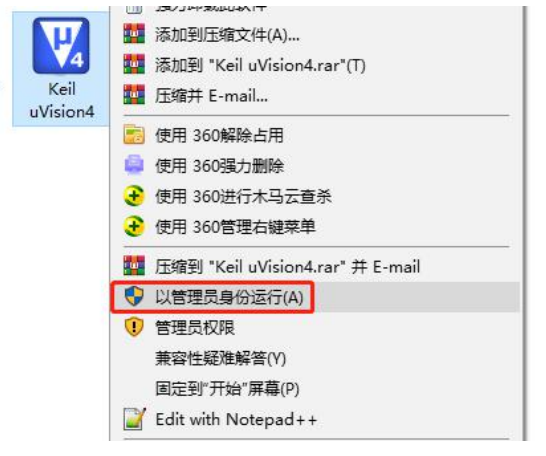 μ4
Keil
uVision4
添加到压缩文件(A)...
添加到 "Keil uVision4.rar"(T)
压缩并 E-mail...
使用 360解除占用
使用 360强力删除
使用 360进行木马云查杀
使用 360管理右键菜单
压缩到 "Keil uVision4.rar" 并 E-mail
以管理员身份运行(A)
管理员权限
兼容性疑难解答(Y)
固定到"开始"屏幕(P)
Edit with Notepad++